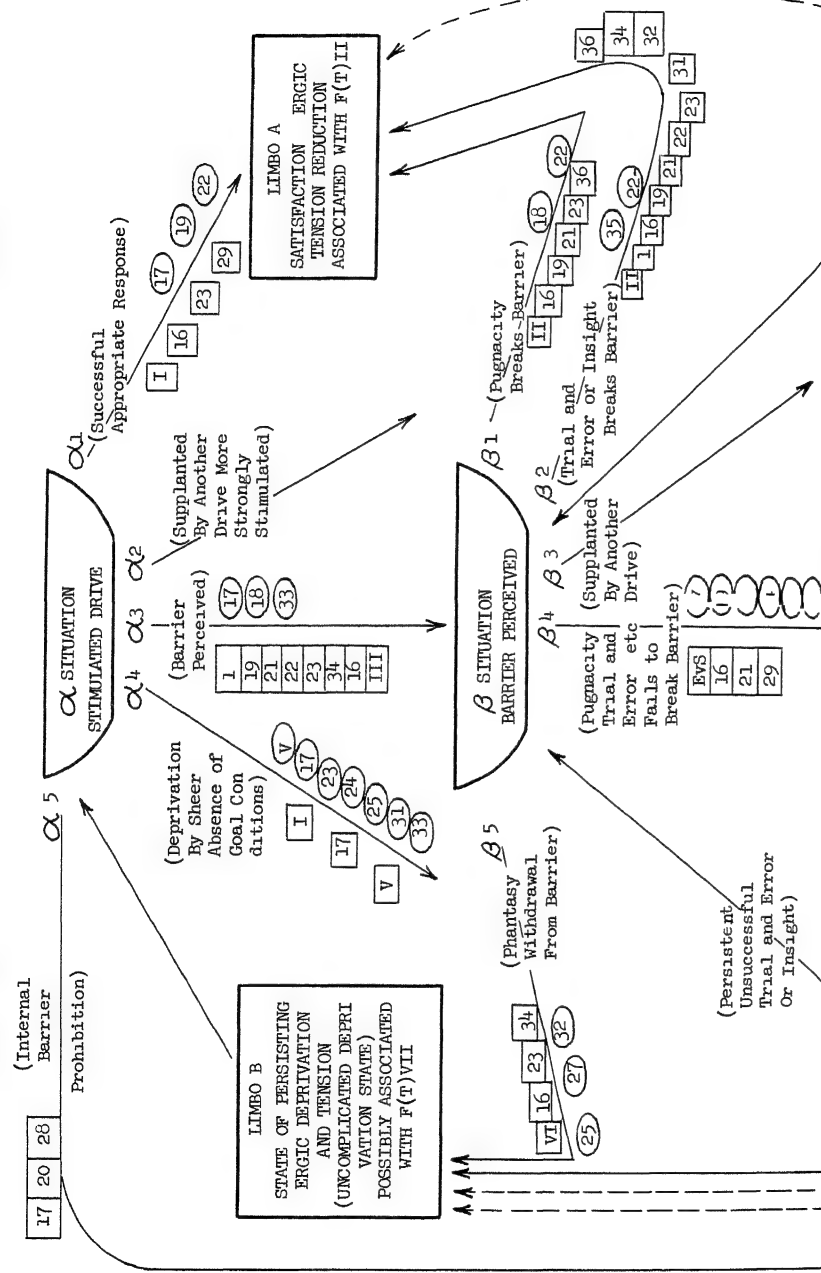 17 20 28
(Internal
Barrier
Prohibition)
α5
α SITUATION
STIMULATED DRIVE
α4
α3
α2
α1
(Successful
Appropriate Response)
17
19
22
I
16
23
29
(Supplanted
By Another
Drive More
Strongly
Stimulated)
(Barrier
Perceived)
17
18
33
1
19
21
22
23
34
16
III
(Deprivation
By Sheer
Absence of
Goal Con
ditions)
V
17
23
24
25
31
33
I
17
V
LIMBO A
SATISFACTION ERGIC
TENSION REDUCTION
ASSOCIATED WITH F(T)II
LIMBO B
STATE OF PERSISTING
ERGIC DEPRIVATION
AND TENSION
(UNCOMPLICATED DEPRI
VATION STATE)
POSSIBLY ASSOCIATED
WITH F(T)VII
β SITUATION
BARRIER PERCEIVED
β1
(Pugnacity
Breaks Barrier)
18
22
II 16 19 21 23 36
β2
(Trial and
Error or Insight
Breaks Barrier)
35
22
II 1 16 19 21 22 23
31
36
34
32
β3
(Supplanted
By Another
Drive)
β4
(Pugnacity
Trial and
Error etc
Fails to
Break Barrier)
EvS
16
21
29
β5
(Phantasy
Withdrawal
From Barrier)
VI 16 23 34
25
27
32
(Persistent
Unsuccessful
Trial and Error
Or Insight)